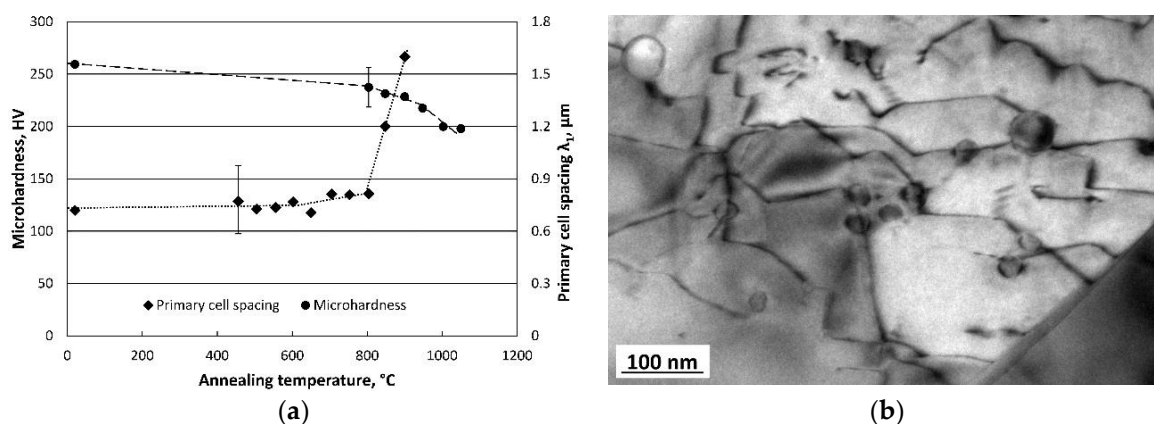 300
250
200
150
100
50
0
Microhardness, HV
1.8
1.5
1.2
0.9
0.6
0.3
0
Primary cell spacing λ1, µm
Primary cell spacing
Microhardness
0 200 400 600 800 1000 1200
Annealing temperature, °C
100 nm
(a) (b)